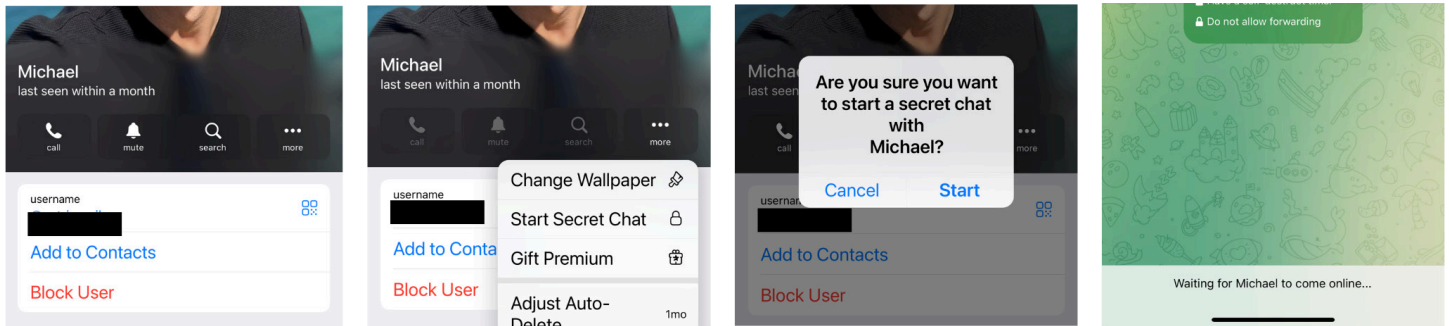 Michael
last seen within a month
call
mute
search
more
username
Add to Contacts
Block User
Michael
last seen within a month
call
mute
search
more
Change Wallpaper
username
Start Secret Chat
Add to Conta
Gift Premium
Block User
Adjust Auto-
Delete
1mo
Micha
last seen
call
more
Are you sure you want
to start a secret chat
with
Michael?
Cancel
Start
usernam
Add to Contacts
Block User
Do not allow forwarding
Waiting for Michael to come online...